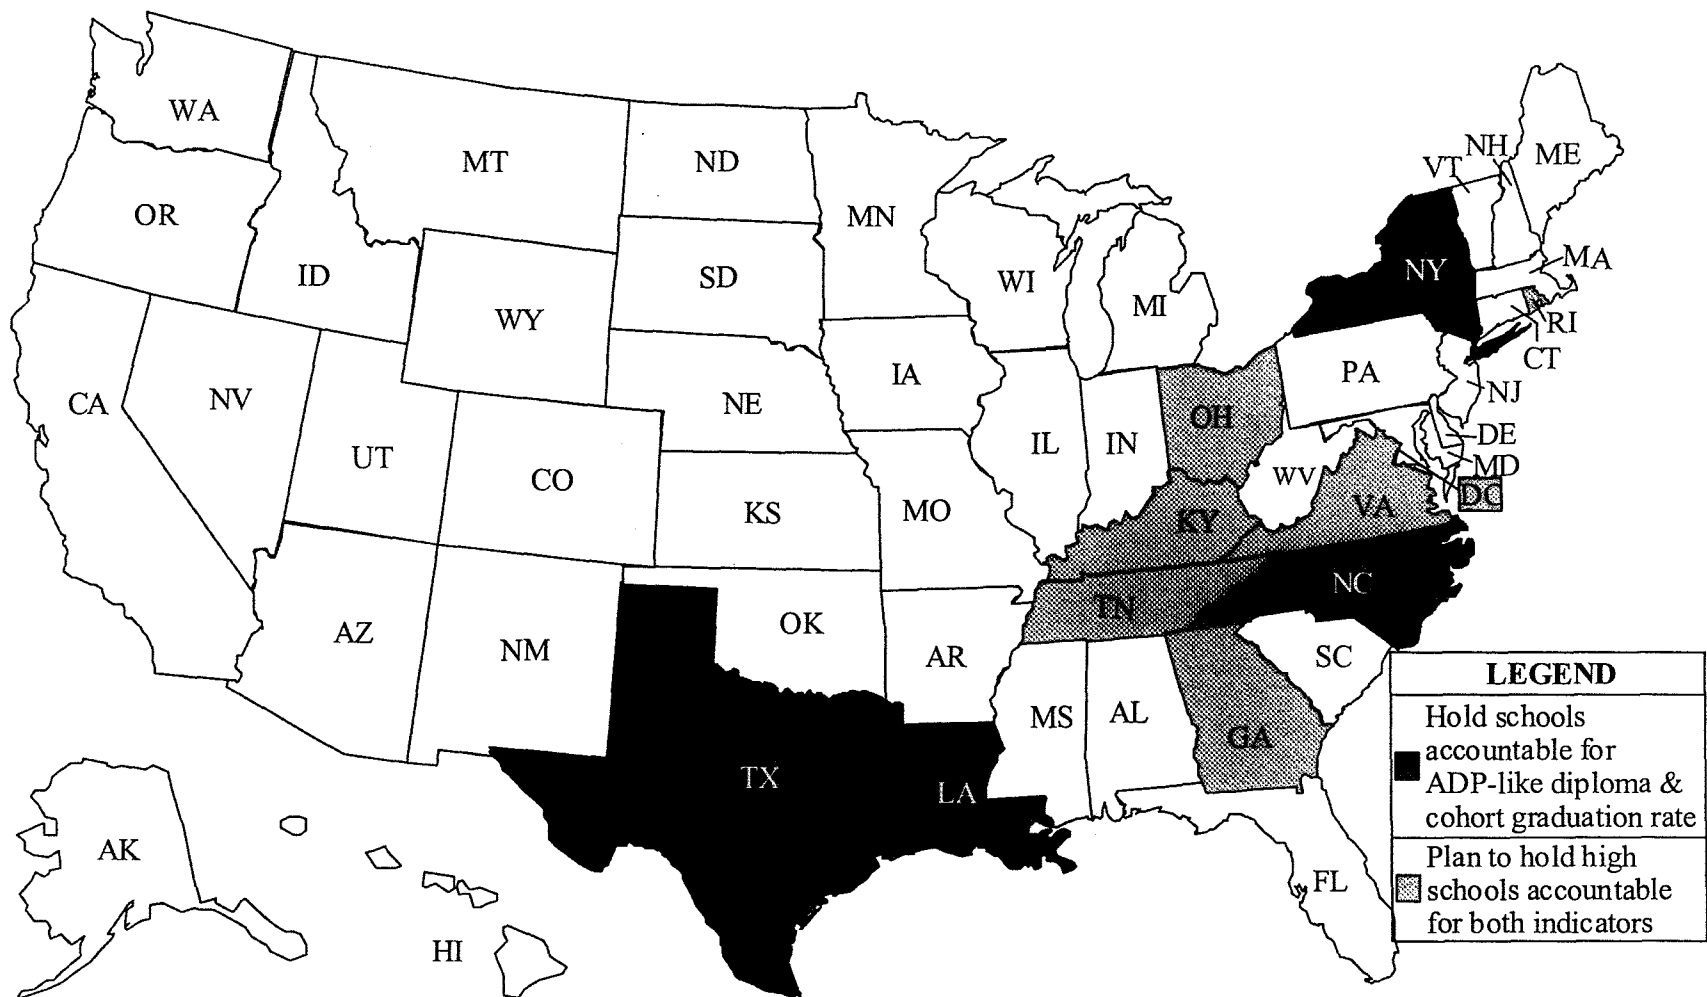 WA
MT
ND
MN
OR
ID
SD
WY
WI
MI
NH
VT
ME
NY
MA
RI
CT
CA
NV
UT
CO
NE
IA
PA
NJ
OH
IL
IN
DE
MD
DC
WV
VA
KS
MO
KY
NC
TN
AZ
NM
OK
AR
SC
MS
AL
GA
TX
LA
FL
AK
HI
LEGEND
Hold schools
accountable for
ADP-like diploma &
cohort graduation rate
Plan to hold high
schools accountable
for both indicators